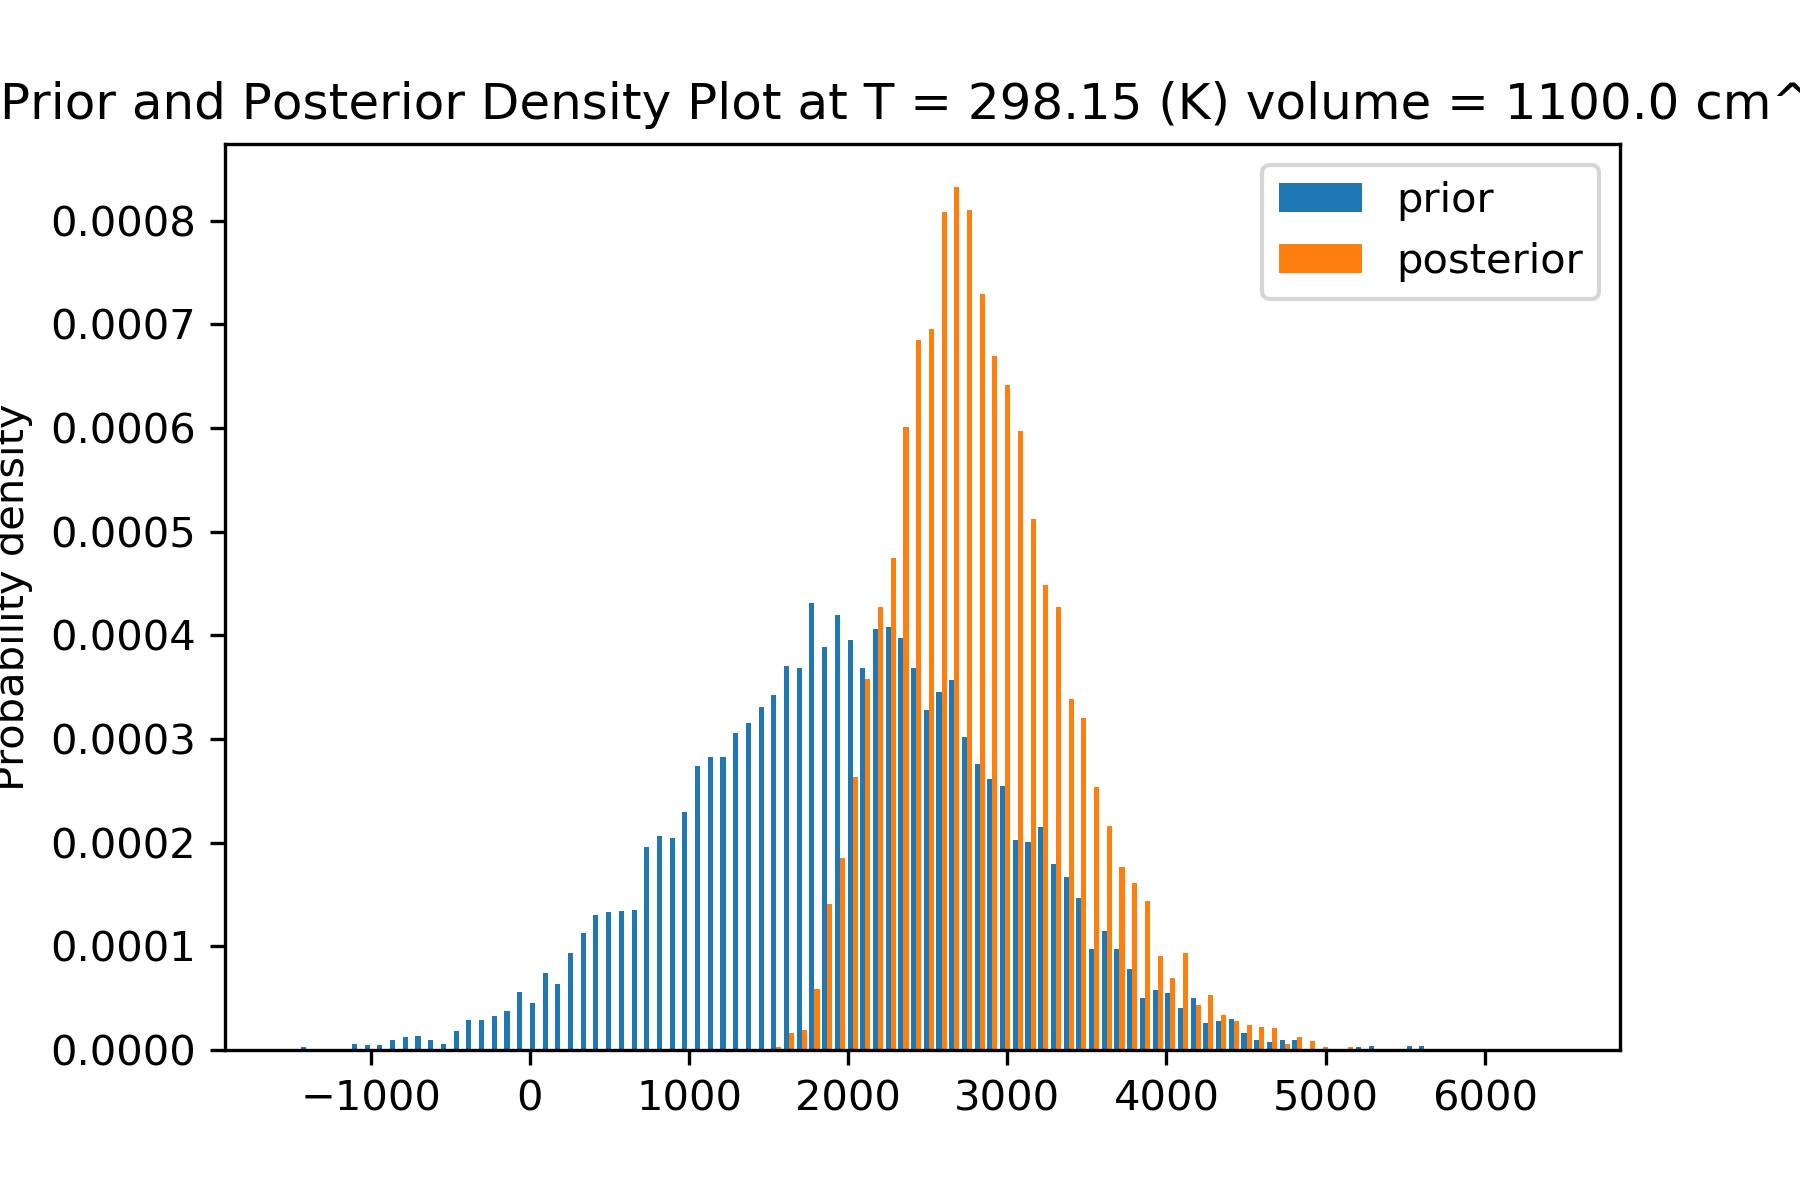 Prior and Posterior Density Plot at T = 298.15 (K) volume = 1100.0 cm^
prior
posterior
Probability density
0.0008
0.0007
0.0006
0.0005
0.0004
0.0003
0.0002
0.0001
0.0000
−1000 0 1000 2000 3000 4000 5000 6000